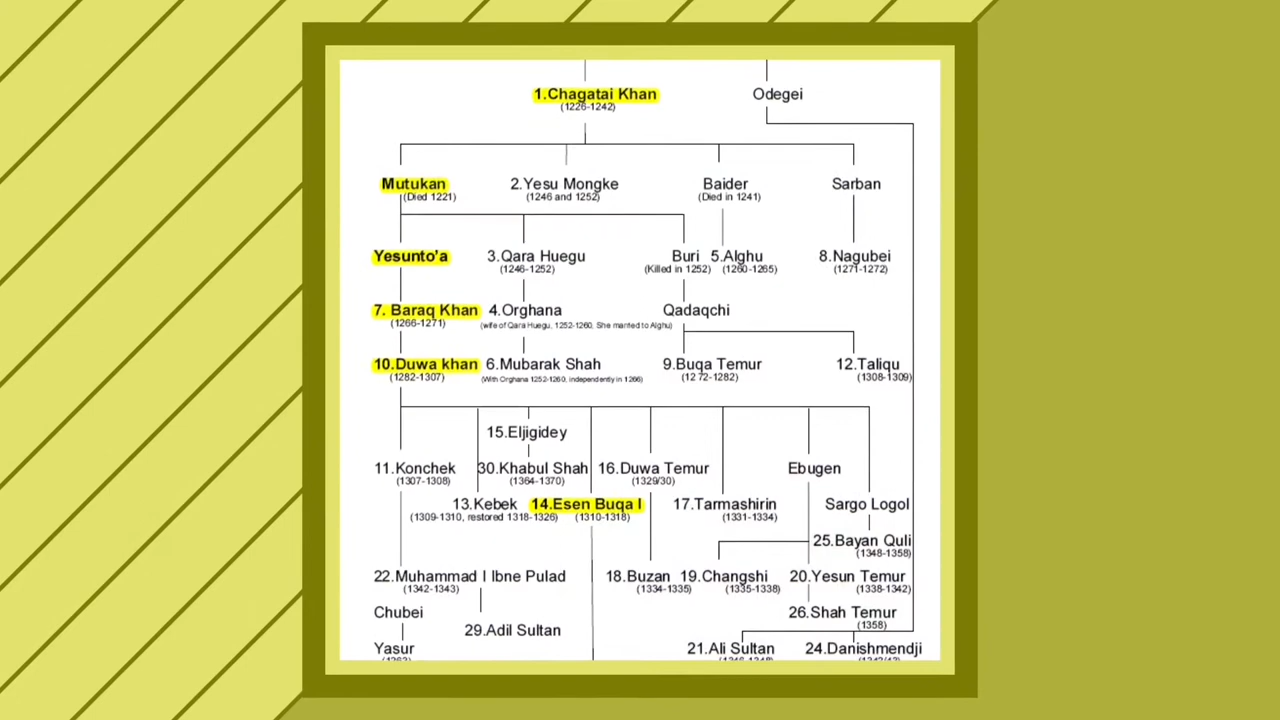 1.Chagatai Khan Odegei
(1226-1242)
Mutukan 2.Yesu Mongke Baider Sarban
(Died 1221) (1246 and 1252) (Died in 1241)
Yesunto'a 3.Qara Huegu Buri 5.Alghu 8.Nagubei
(1246-1252) (Killed in 1252) (1260-1265) (1271-1272)
7. Baraq Khan 4.Orghana Qadaqchi
(1266-1271) (wife of Qara Huegu, 1252-1260, She married to Alghu)
10.Duwa khan 6.Mubarak Shah 9.Buqa Temur 12.Taliqu
(1282-1307) (With Orghana 1252-1260, independently in 1266) (1272-1282) (1308-1309)
15.Eljigidey
11.Konchek 30.Khabul Shah 16.Duwa Temur Ebugen
(1307-1308) (1364-1370) (1329/30)
13.Kebek 14.Esen Buqa I 17.Tarmashirin Sargo Logol
(1309-1310, restored 1318-1326) (1310-1318) (1331-1334)
25.Bayan Quli
(1348-1358)
22.Muhammad I Ibne Pulad 18.Buzan 19.Changshi 20.Yesun Temur
(1342-1343) (1334-1335) (1335-1338) (1338-1342)
Chubei 26.Shah Temur
(1358)
29.Adil Sultan
Yasur 21.Ali Sultan 24.Danishmendji